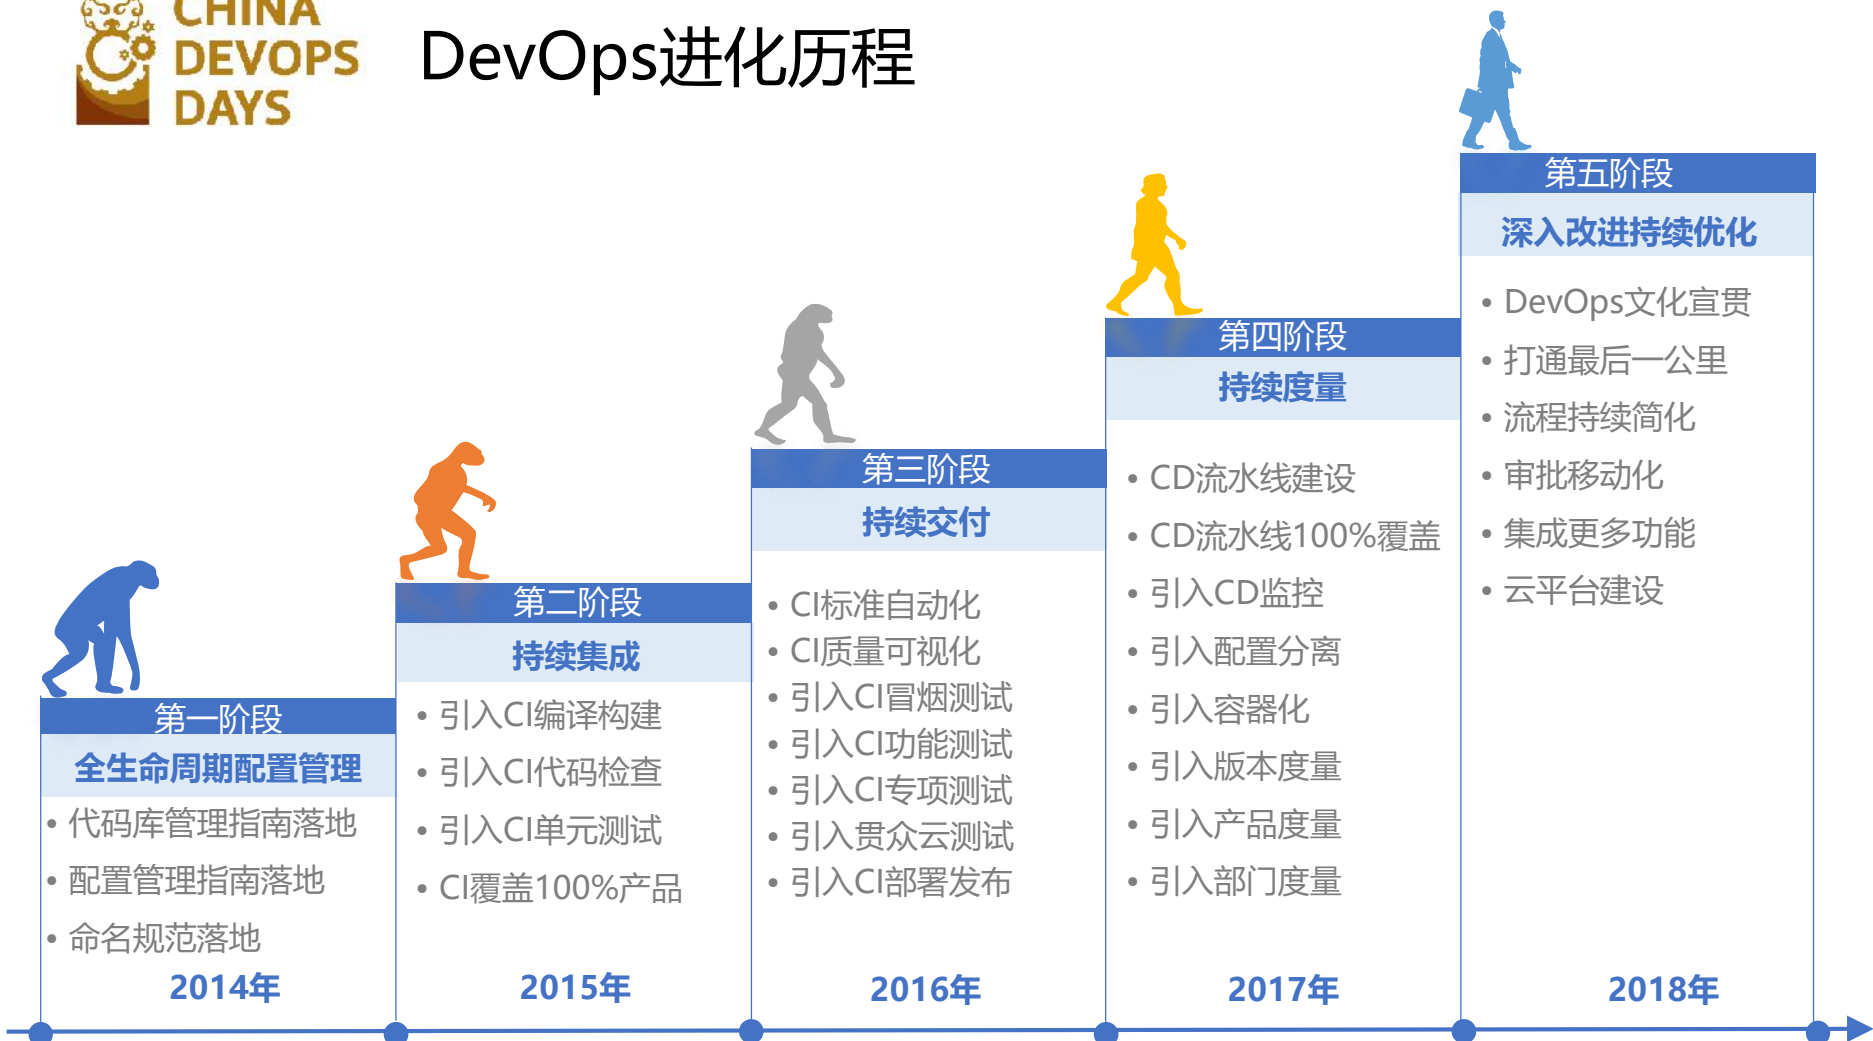 CHINA
DEVOPS
DAYS
DevOps进化历程
第一阶段
全生命周期配置管理
• 代码库管理指南落地
• 配置管理指南落地
• 命名规范落地
2014年
第二阶段
持续集成
• 引入CI编译构建
• 引入CI代码检查
• 引入CI单元测试
• CI覆盖100%产品
2015年
第三阶段
持续交付
• CI标准自动化
• CI质量可视化
• 引入CI冒烟测试
• 引入CI功能测试
• 引入CI专项测试
• 引入贯众云测试
• 引入CI部署发布
2016年
第四阶段
持续度量
• CD流水线建设
• CD流水线100%覆盖
• 引入CD监控
• 引入配置分离
• 引入容器化
• 引入版本度量
• 引入产品度量
• 引入部门度量
2017年
第五阶段
深入改进持续优化
• DevOps文化宣贯
• 打通最后一公里
• 流程持续简化
• 审批移动化
• 集成更多功能
• 云平台建设
2018年